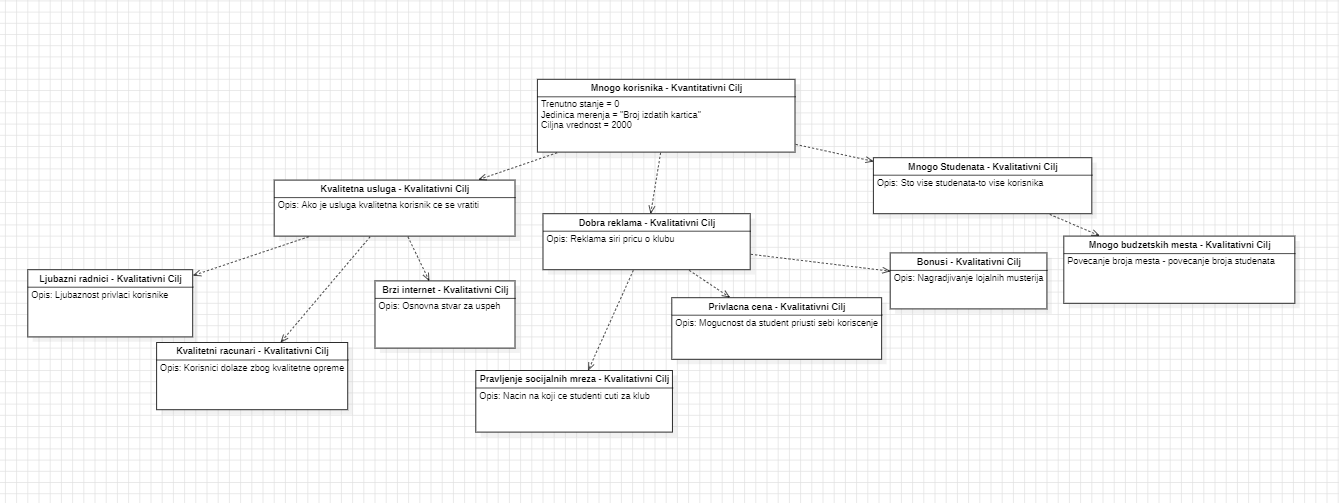 Mnogo korisnika - Kvantitativni Cilj
Trenutno stanje = 0
Jedinica merenja = "Broj izdatih kartica"
Ciljna vrednost = 2000
Mnogo Studenata - Kvalitativni Cilj
Opis: Sto vise studenata-to vise korisnika
Kvalitetna usluga - Kvalitativni Cilj
Opis: Ako je usluga kvalitetna korisnik ce se vratiti
Dobra reklama - Kvalitativni Cilj
Opis: Reklama siri pricu o klubu
Mnogo budzetskih mesta - Kvalitativni Cilj
Povecanje broja mesta - povecanje broja studenata
Bonusi - Kvalitativni Cilj
Opis: Nagradjivanje lojalnih musterija
Ljubazni radnici - Kvalitativni Cilj
Opis: Ljubaznost privlaci korisnike
Brzi internet - Kvalitativni Cilj
Opis: Osnovna stvar za uspeh
Privlacna cena - Kvalitativni Cilj
Opis: Mogucnost da student priusti sebi koriscenje
Kvalitetni racunari - Kvalitativni Cilj
Opis: Korisnici dolaze zbog kvalitetne opreme
Pravljenje socijalnih mreza - Kvalitativni Cilj
Opis: Nacin na koji ce studenti cuti za klub